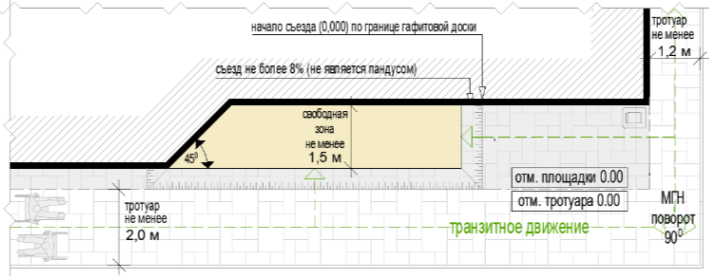 начало съезда (0,000) по границе гафитовой доски
тротуар
не менее
1,2 м
съезд не более 8% (не является пандусом)
свободная
зона
не менее
1,5 м
45⁰
отм. площадки 0.00
отм. тротуара 0.00
МГН
поворот
90⁰
тротуар
не менее
2,0 м
транзитное движение